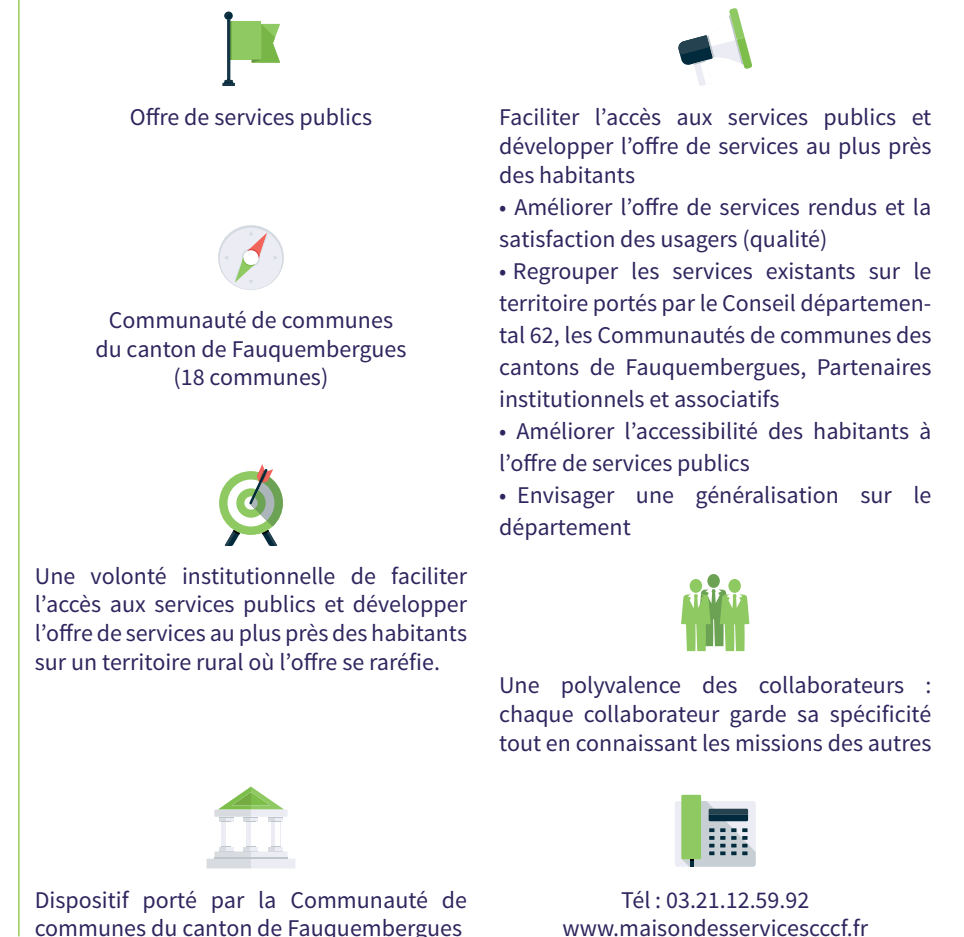 Offre de services publics
Communauté de communes
du canton de Fauquembergues
(18 communes)
Une volonté institutionnelle de faciliter
l’accès aux services publics et développer
l’offre de services au plus près des habitants
sur un territoire rural où l’offre se raréfie.
Dispositif porté par la Communauté de
communes du canton de Fauquembergues
Faciliter l’accès aux services publics et
développer l’offre de services au plus près
des habitants
• Améliorer l’offre de services rendus et la
satisfaction des usagers (qualité)
• Regrouper les services existants sur le
territoire portés par le Conseil départemen-
tal 62, les Communautés de communes des
cantons de Fauquembergues, Partenaires
institutionnels et associatifs
• Améliorer l’accessibilité des habitants à
l’offre de services publics
• Envisager une généralisation sur le
département
Une polyvalence des collaborateurs :
chaque collaborateur garde sa spécificité
tout en connaissant les missions des autres
Tél : 03.21.12.59.92
www.maisondesservicescccf.fr